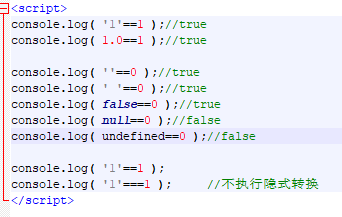 <script>
console.log( '1'==1 );//true
console.log( 1.0==1 );//true
console.log( ''==0 );//true
console.log( ' '==0 );//true
console.log( false==0 );//true
console.log( null==0 );//false
console.log( undefined==0 );//false
console.log( '1'==1 );
console.log( '1'===1 );     //不执行隐式转换
</script>